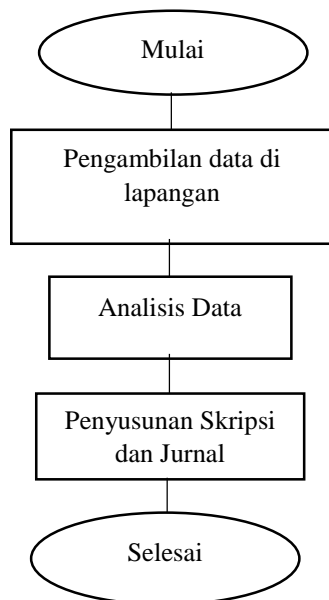 Mulai
Pengambilan data di
lapangan
Analisis Data
Penyusunan Skripsi
dan Jurnal
Selesai